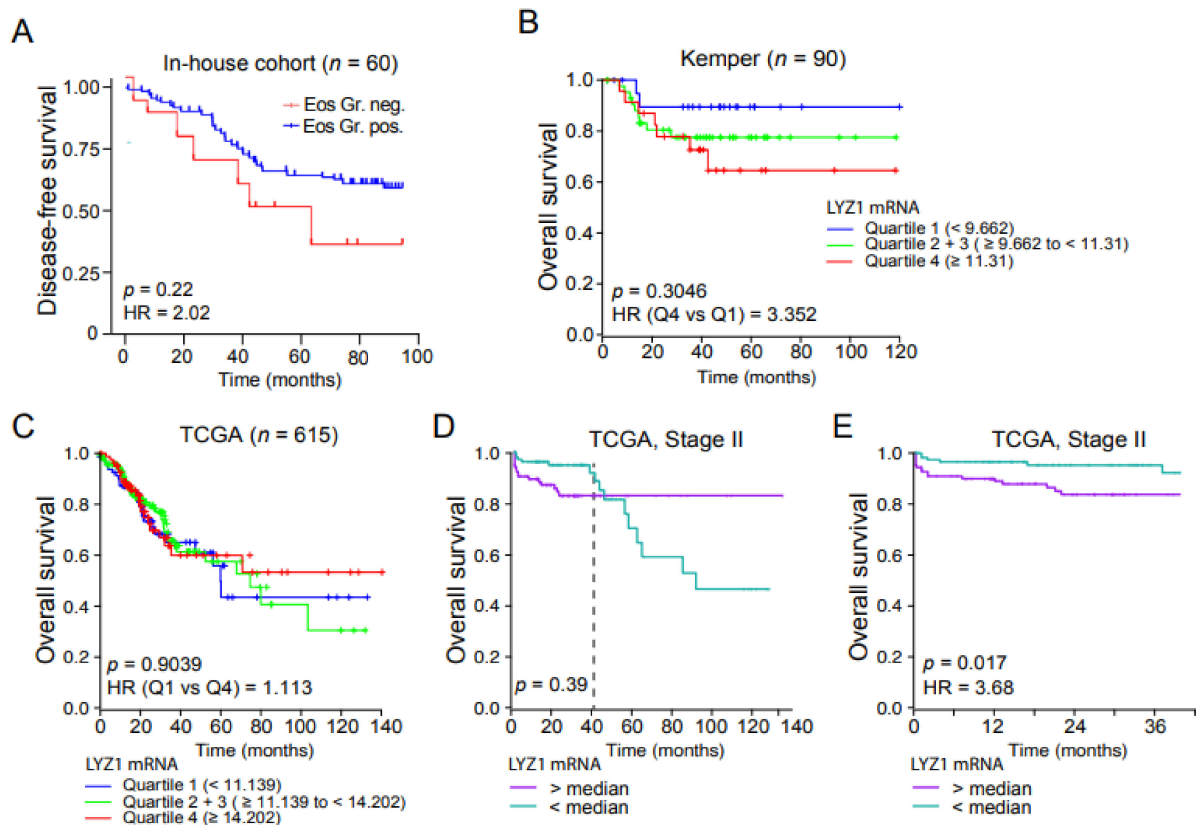 A
In-house cohort (n = 60)
Disease-free survival
1.00
0.75
0.50
0.25
0
Eos Gr. neg.
Eos Gr. pos.
p = 0.22
HR = 2.02
0 20 40 60 80 100
Time (months)
B
Kemper (n = 90)
Overall survival
1.0
0.8
0.6
0.4
0.2
0.0
LYZ1 mRNA
Quartile 1 (< 9.662)
Quartile 2 + 3 ( ≥ 9.662 to < 11.31)
Quartile 4 (≥ 11.31)
p = 0.3046
HR (Q4 vs Q1) = 3.352
0 20 40 60 80 100 120
Time (months)
C
TCGA (n = 615)
Overall survival
1.0
0.8
0.6
0.4
0.2
0.0
p = 0.9039
HR (Q1 vs Q4) = 1.113
0 20 40 60 80 100 120 140
Time (months)
LYZ1 mRNA
Quartile 1 (< 11.139)
Quartile 2 + 3 ( ≥ 11.139 to < 14.202)
Quartile 4 (≥ 14.202)
D
TCGA, Stage II
Overall survival
1.0
0.8
0.6
0.4
0.2
0.0
p = 0.39
0 20 40 60 80 100 120 140
Time (months)
LYZ1 mRNA
> median
< median
E
TCGA, Stage II
Overall survival
1.0
0.8
0.6
0.4
0.2
0.0
p = 0.017
HR = 3.68
0 12 24 36
Time (months)
LYZ1 mRNA
> median
< median